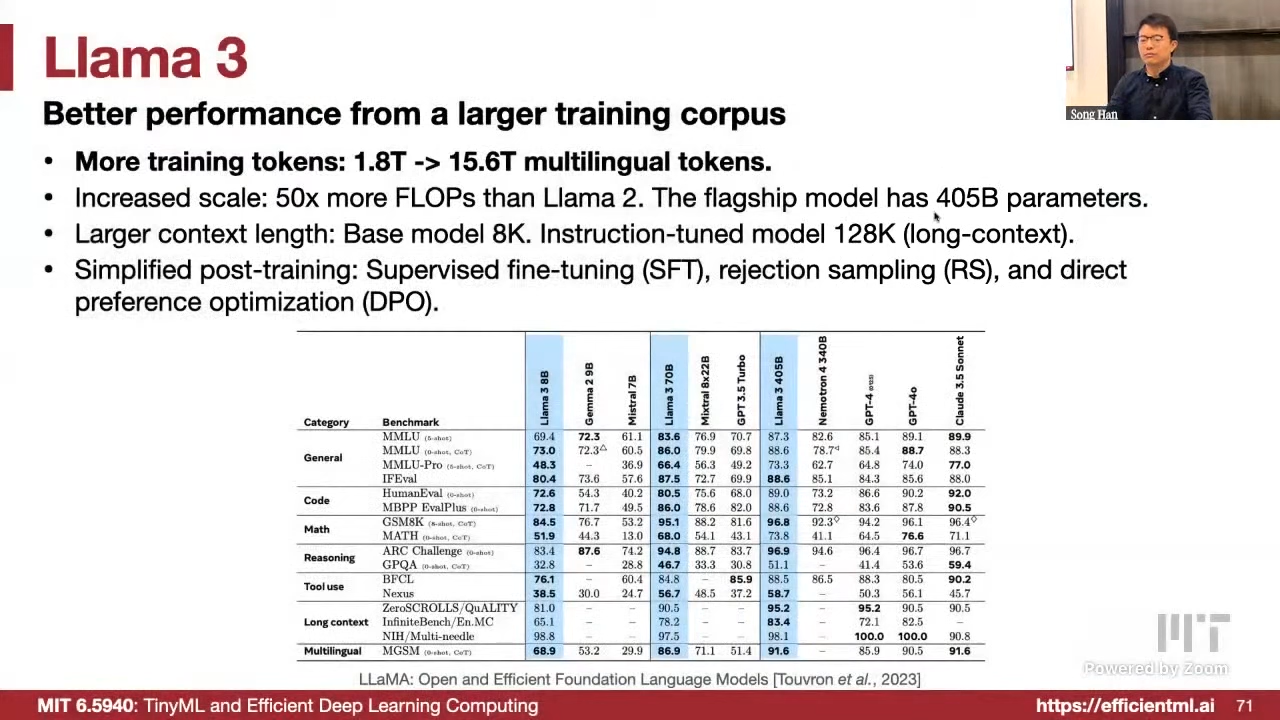 Llama 3
Song Han
Better performance from a larger training corpus
• More training tokens: 1.8T -> 15.6T multilingual tokens.
• Increased scale: 50x more FLOPs than Llama 2. The flagship model has 405B parameters.
• Larger context length: Base model 8K. Instruction-tuned model 128K (long-context).
• Simplified post-training: Supervised fine-tuning (SFT), rejection sampling (RS), and direct
preference optimization (DPO).
Category Benchmark Llama 3 8B Gemma 2 9B Mistral 7B Llama 3 70B Mixtral 8x22B GPT 3.5 Turbo Llama 3 405B Nemotron 4 340B GPT-4 (0125) GPT-4o Claude 3.5 Sonnet
General
MMLU (5-shot) 69.4 72.3 61.1 83.6 76.9 70.7 87.3 82.6 85.1 89.1 89.9
MMLU (0-shot, CoT) 73.0 72.3△ 60.5 86.0 79.9 69.8 88.6 78.7◁ 85.4 88.7 88.3
MMLU-Pro (5-shot, CoT) 48.3 – 36.9 66.4 56.3 49.2 73.3 62.7 64.8 74.0 77.0
IFEval 80.4 73.6 57.6 87.5 72.7 69.9 88.6 85.1 84.3 85.6 88.0
Code
HumanEval (0-shot) 72.6 54.3 40.2 80.5 75.6 68.0 89.0 73.2 86.6 90.2 92.0
MBPP EvalPlus (0-shot) 72.8 71.7 49.5 86.0 78.6 82.0 88.6 72.8 83.6 87.8 90.5
Math
GSM8K (8-shot, CoT) 84.5 76.7 53.2 95.1 88.2 81.6 96.8 92.3◇ 94.2 96.1 96.4◇
MATH (0-shot, CoT) 51.9 44.3 13.0 68.0 54.1 43.1 73.8 41.1 64.5 76.6 71.1
Reasoning
ARC Challenge (0-shot) 83.4 87.6 74.2 94.8 88.7 83.7 96.9 94.6 96.4 96.7 96.7
GPQA (0-shot, CoT) 32.8 – 28.8 46.7 33.3 30.8 51.1 – 41.4 53.6 59.4
Tool use
BFCL 76.1 – 60.4 84.8 – 85.9 88.5 86.5 88.3 80.5 90.2
Nexus 38.5 30.0 24.7 56.7 48.5 37.2 58.7 – 50.3 56.1 45.7
Long context
ZeroSCROLLS/QuALITY 81.0 – – 90.5 – – 95.2 – 95.2 90.5 90.5
InfiniteBench/En.MC 65.1 – – 78.2 – – 83.4 – 72.1 82.5 –
NIH/Multi-needle 98.8 – – 97.5 – – 98.1 – 100.0 100.0 90.8
Multilingual MGSM (0-shot, CoT) 68.9 53.2 29.9 86.9 71.1 51.4 91.6 – 85.9 90.5 91.6
LLaMA: Open and Efficient Foundation Language Models [Touvron et al., 2023]
MIT
Powered by Zoom
MIT 6.5940: TinyML and Efficient Deep Learning Computing https://efficientml.ai 71